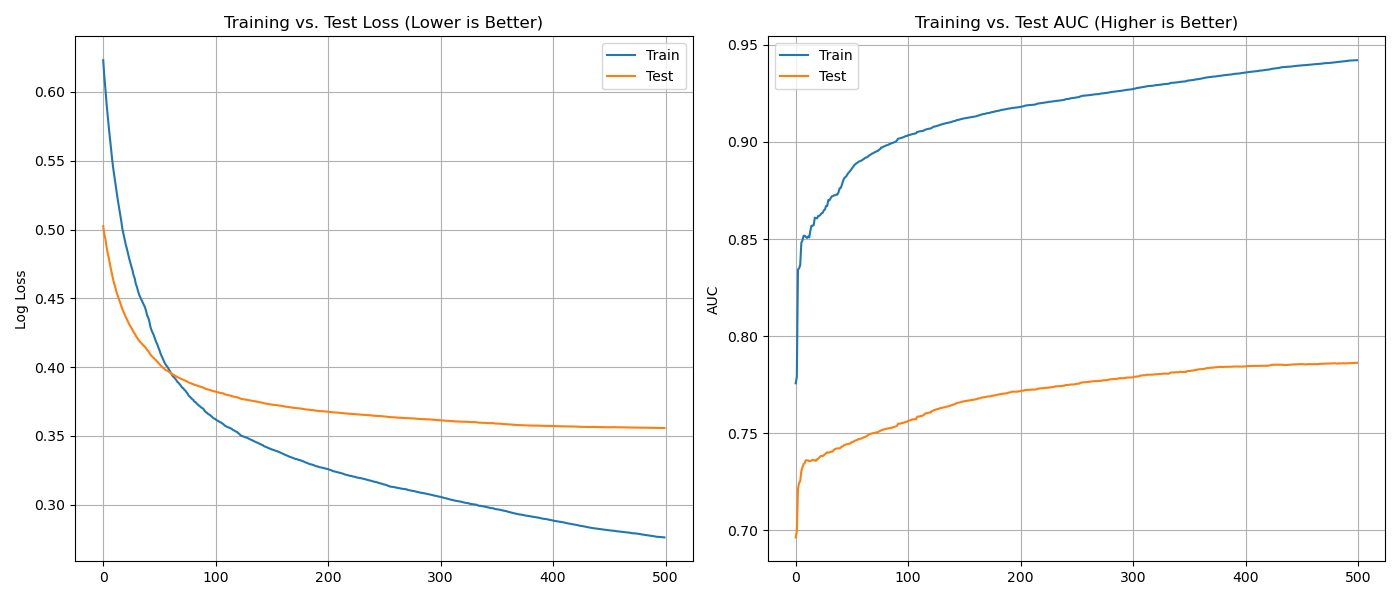 Training vs. Test Loss (Lower is Better)
Train
Test
Log Loss
0.60
0.55
0.50
0.45
0.40
0.35
0.30
0 100 200 300 400 500
Training vs. Test AUC (Higher is Better)
Train
Test
AUC
0.95
0.90
0.85
0.80
0.75
0.70
0 100 200 300 400 500